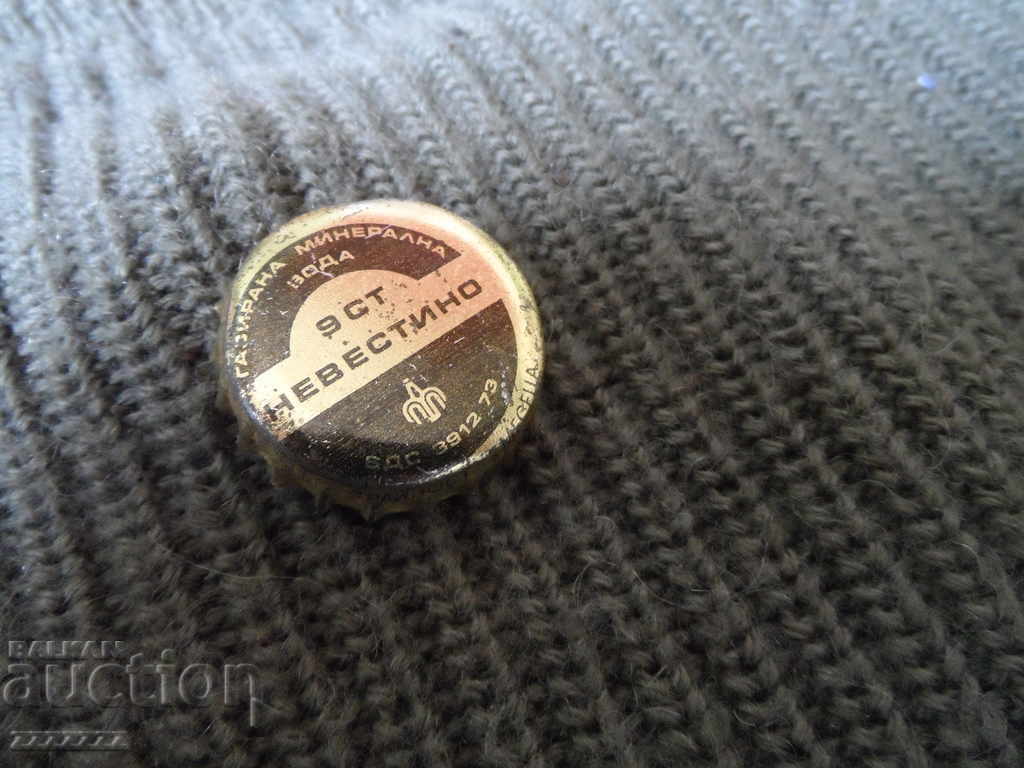 ГАЗИРАНА МИНЕРАЛНА
ВОДА
9 СТ
НЕВЕСТИНО
БДС 3912-73
BALKAN
auction